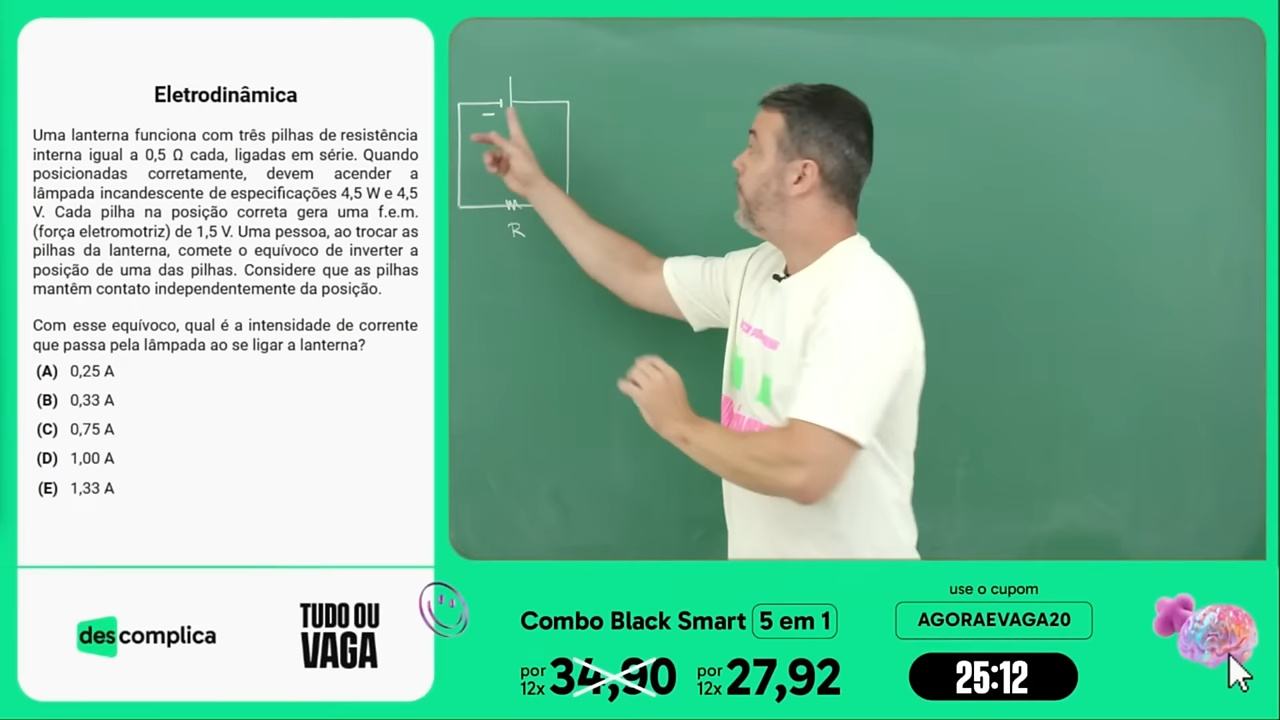 Eletrodinâmica
Uma lanterna funciona com três pilhas de resistência
interna igual a 0,5 Ω cada, ligadas em série. Quando
posicionadas corretamente, devem acender a
lâmpada incandescente de especificações 4,5 W e 4,5
V. Cada pilha na posição correta gera uma f.e.m.
(força eletromotriz) de 1,5 V. Uma pessoa, ao trocar as
pilhas da lanterna, comete o equívoco de inverter a
posição de uma das pilhas. Considere que as pilhas
mantêm contato independentemente da posição.
Com esse equívoco, qual é a intensidade de corrente
que passa pela lâmpada ao se ligar a lanterna?
(A) 0,25 A
(B) 0,33 A
(C) 0,75 A
(D) 1,00 A
(E) 1,33 A
R
descomplica
TUDO OU
VAGA
Combo Black Smart 5 em 1
por
12x 34,90
por
12x 27,92
use o cupom
AGORAEVAGA20
25:12